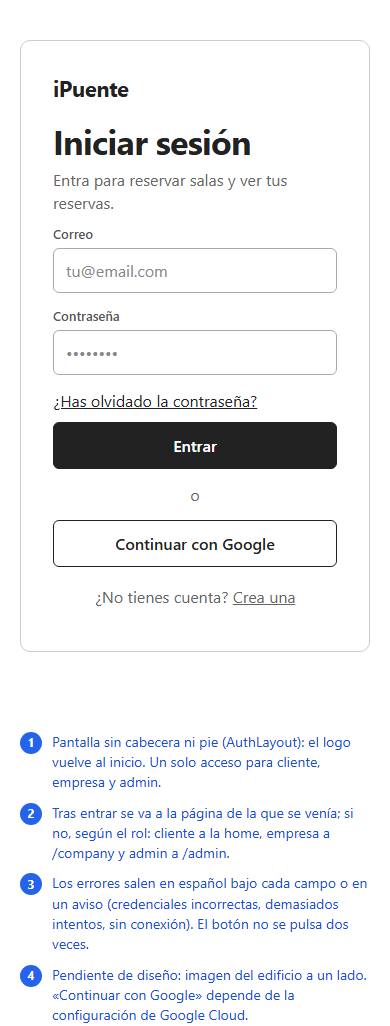 iPuente
Iniciar sesión
Entra para reservar salas y ver tus
reservas.
Correo
tu@email.com
Contraseña
••••••••
¿Has olvidado la contraseña?
Entrar
o
Continuar con Google
¿No tienes cuenta? Crea una
1 Pantalla sin cabecera ni pie (AuthLayout): el logo
vuelve al inicio. Un solo acceso para cliente,
empresa y admin.
2 Tras entrar se va a la página de la que se venía; si
no, según el rol: cliente a la home, empresa a
/company y admin a /admin.
3 Los errores salen en español bajo cada campo o en
un aviso (credenciales incorrectas, demasiados
intentos, sin conexión). El botón no se pulsa dos
veces.
4 Pendiente de diseño: imagen del edificio a un lado.
«Continuar con Google» depende de la
configuración de Google Cloud.